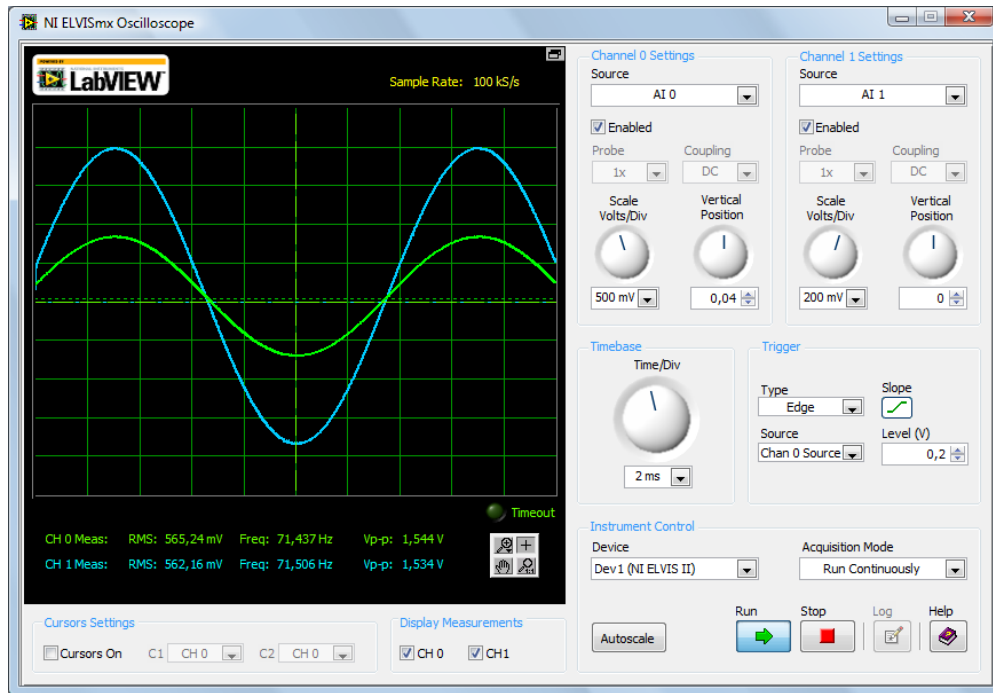 NI ELVISmx Oscilloscope
POWERED BY
NATIONAL INSTRUMENTS
LabVIEW
Sample Rate: 100 kS/s
Timeout
CH 0 Meas: RMS: 565,24 mV Freq: 71,437 Hz Vp-p: 1,544 V
CH 1 Meas: RMS: 562,16 mV Freq: 71,506 Hz Vp-p: 1,534 V
Cursors Settings
Cursors On C1 CH 0 C2 CH 0
Display Measurements
CH 0 CH1
Channel 0 Settings
Source
AI 0
Enabled
Probe Coupling
1x DC
Scale Vertical
Volts/Div Position
500 mV 0,04
Channel 1 Settings
Source
AI 1
Enabled
Probe Coupling
1x DC
Scale Vertical
Volts/Div Position
200 mV 0
Timebase
Time/Div
2 ms
Trigger
Type Slope
Edge
Source Level (V)
Chan 0 Source 0,2
Instrument Control
Device Acquisition Mode
Dev1 (NI ELVIS II) Run Continuously
Run Stop Log Help
Autoscale